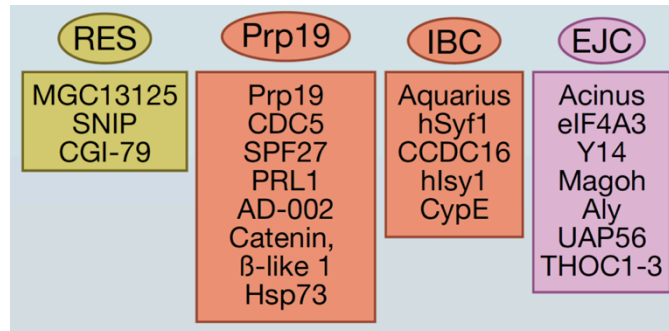 RES
MGC13125
SNIP
CGI-79
Prp19
Prp19
CDC5
SPF27
PRL1
AD-002
Catenin,
ß-like 1
Hsp73
IBC
Aquarius
hSyf1
CCDC16
hIsy1
CypE
EJC
Acinus
eIF4A3
Y14
Magoh
Aly
UAP56
THOC1-3